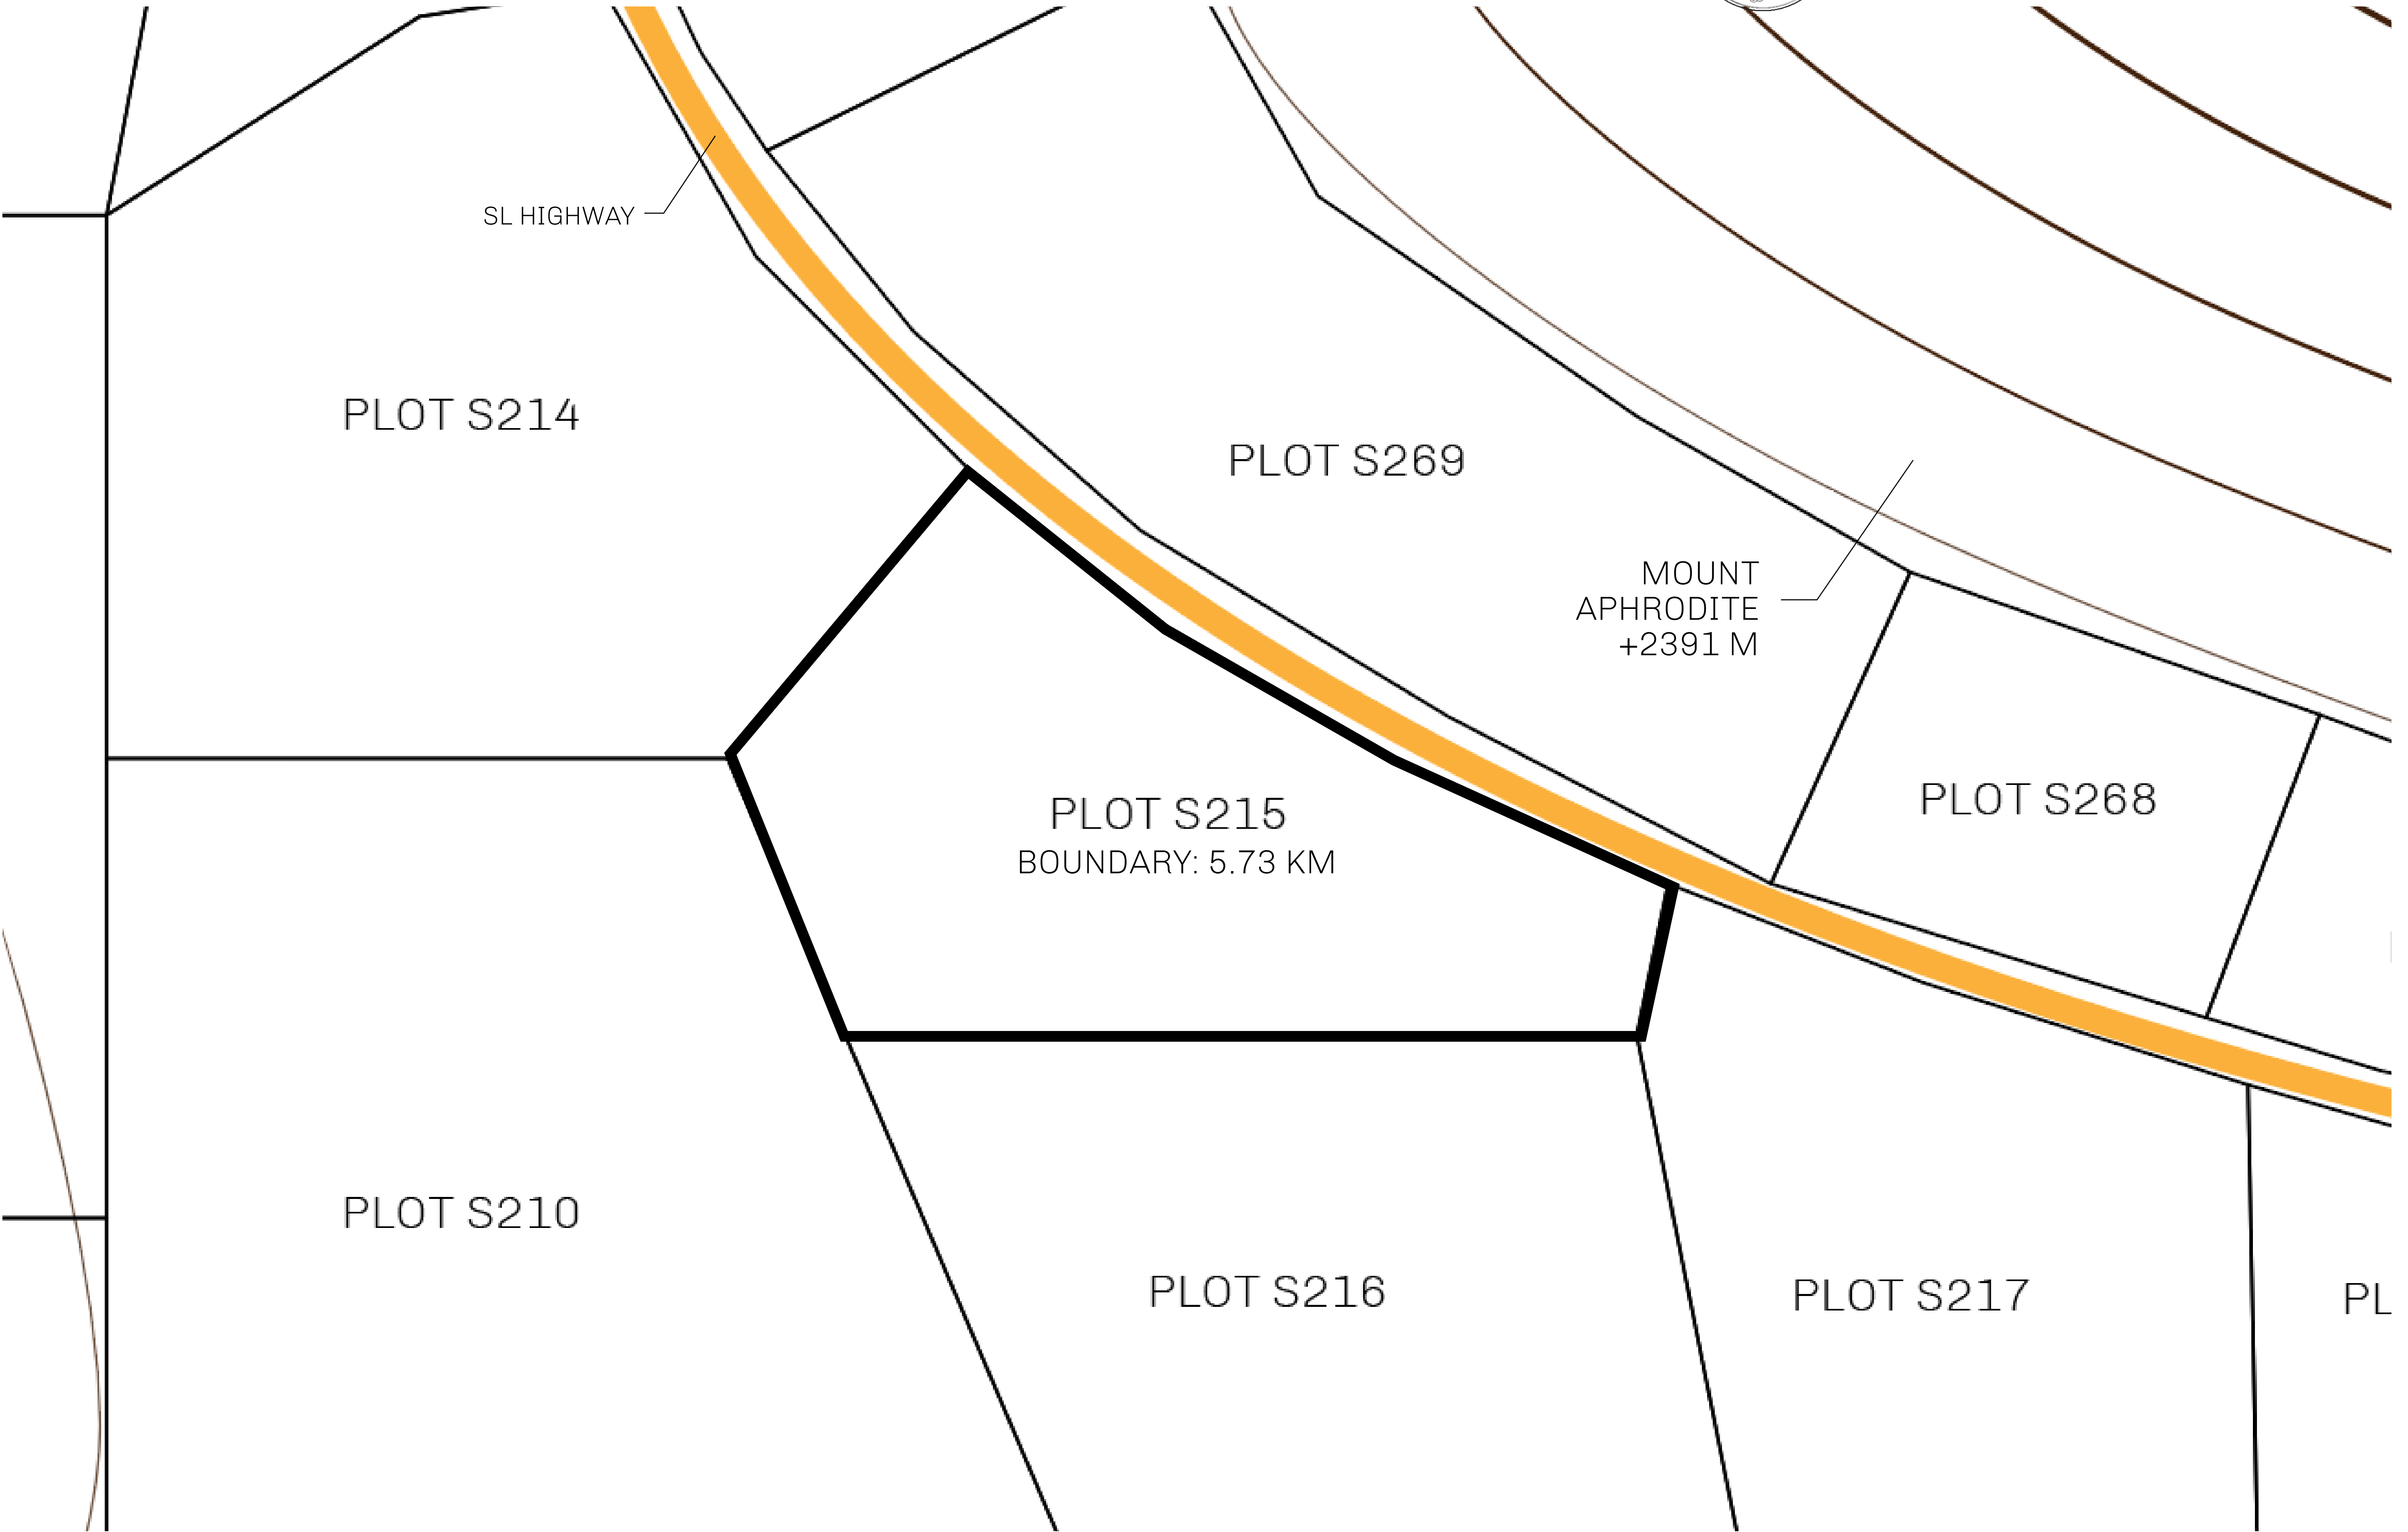 SL HIGHWAY
PLOT S214
PLOT S269
MOUNT
APHRODITE
+2391 M
PLOT S268
PLOT S215
BOUNDARY: 5.73 KM
PLOT S210
PLOT S216
PLOT S217
PL